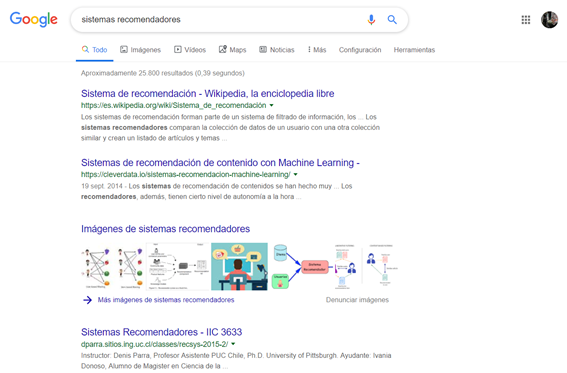 Google
sistemas recomendadores
Todo Imágenes Vídeos Maps Noticias Más Configuración Herramientas
Aproximadamente 25.800 resultados (0,39 segundos)
Sistema de recomendación - Wikipedia, la enciclopedia libre
https://es.wikipedia.org/wiki/Sistema_de_recomendación
Los sistemas de recomendación forman parte de un sistema de filtrado de información, los ... Los
sistemas recomendadores comparan la colección de datos de un usuario con una otra colección
similar y crean un listado de artículos y temas ...
Sistemas de recomendación de contenido con Machine Learning -
https://cleverdata.io/sistemas-recomendacion-machine-learning/
19 sept. 2014 - Los sistemas de recomendación de contenidos se han hecho muy ... Los
recomendadores, además, tienen cierto nivel de autonomía a la hora ...
Imágenes de sistemas recomendadores
Sistema
Recomendador
Más imágenes de sistemas recomendadores Denunciar imágenes
Sistemas Recomendadores - IIC 3633
dparra.sitios.ing.uc.cl/classes/recsys-2015-2/
Instructor: Denis Parra, Profesor Asistente PUC Chile, Ph.D. University of Pittsburgh. Ayudante: Ivania
Donoso, Alumno de Magister en Ciencia de la ...